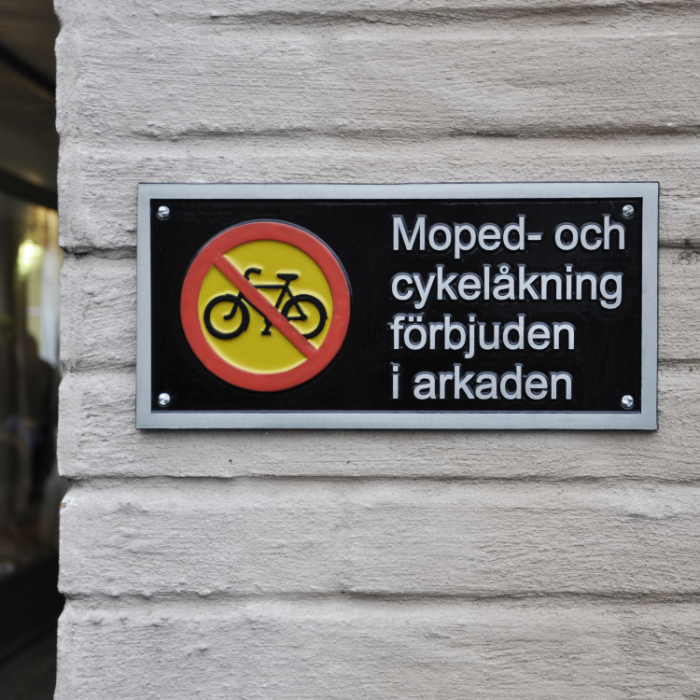 Moped- och
cykelåkning
förbjuden
i arkaden